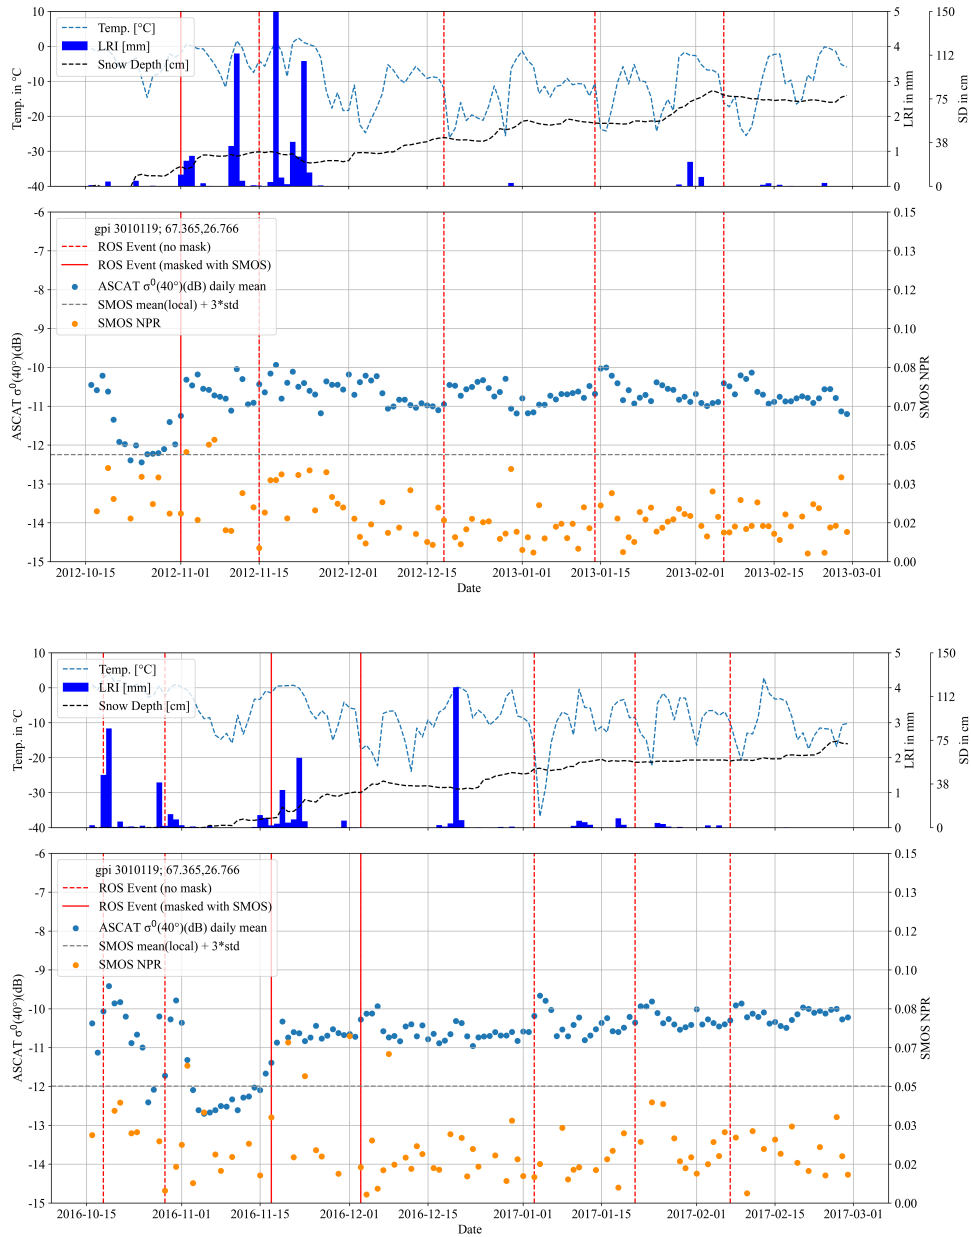 10
0
-10
-20
-30
-40
Temp. in °C
Temp. [°C]
LRI [mm]
Snow Depth [cm]
5
4
3
2
1
0
LRI in mm
150
112
75
38
0
SD in cm
-6
-7
-8
-9
-10
-11
-12
-13
-14
-15
ASCAT σ⁰(40°)(dB)
gpi 3010119; 67.365,26.766
ROS Event (no mask)
ROS Event (masked with SMOS)
ASCAT σ⁰(40°)(dB) daily mean
SMOS mean(local) + 3*std
SMOS NPR
0.15
0.13
0.12
0.10
0.08
0.07
0.05
0.03
0.02
0.00
SMOS NPR
2012-10-15 2012-11-01 2012-11-15 2012-12-01 2012-12-15 2013-01-01 2013-01-15 2013-02-01 2013-02-15 2013-03-01
Date
10
0
-10
-20
-30
-40
Temp. in °C
Temp. [°C]
LRI [mm]
Snow Depth [cm]
5
4
3
2
1
0
LRI in mm
150
112
75
38
0
SD in cm
-6
-7
-8
-9
-10
-11
-12
-13
-14
-15
ASCAT σ⁰(40°)(dB)
gpi 3010119; 67.365,26.766
ROS Event (no mask)
ROS Event (masked with SMOS)
ASCAT σ⁰(40°)(dB) daily mean
SMOS mean(local) + 3*std
SMOS NPR
0.15
0.13
0.12
0.10
0.08
0.07
0.05
0.03
0.02
0.00
SMOS NPR
2016-10-15 2016-11-01 2016-11-15 2016-12-01 2016-12-15 2017-01-01 2017-01-15 2017-02-01 2017-02-15 2017-03-01
Date